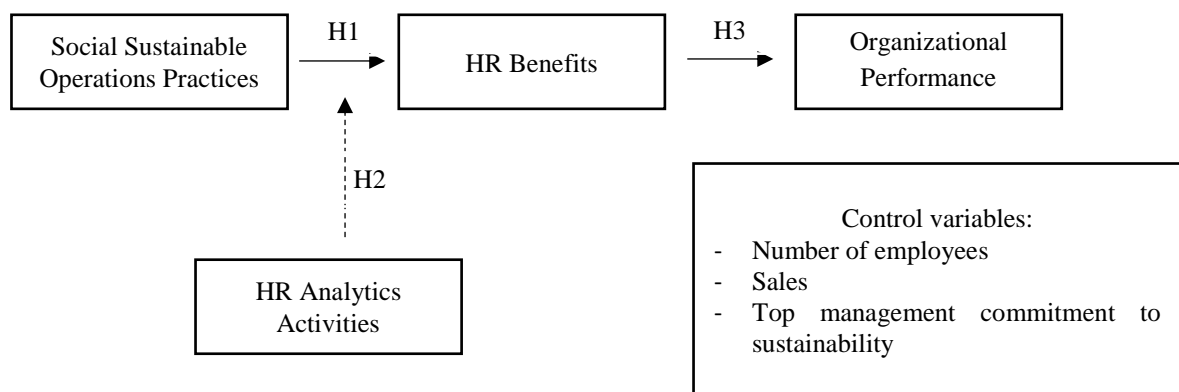 Social Sustainable
Operations Practices
H1
HR Benefits
H3
Organizational
Performance
H2
HR Analytics
Activities
Control variables:
- Number of employees
- Sales
- Top management commitment to
sustainability